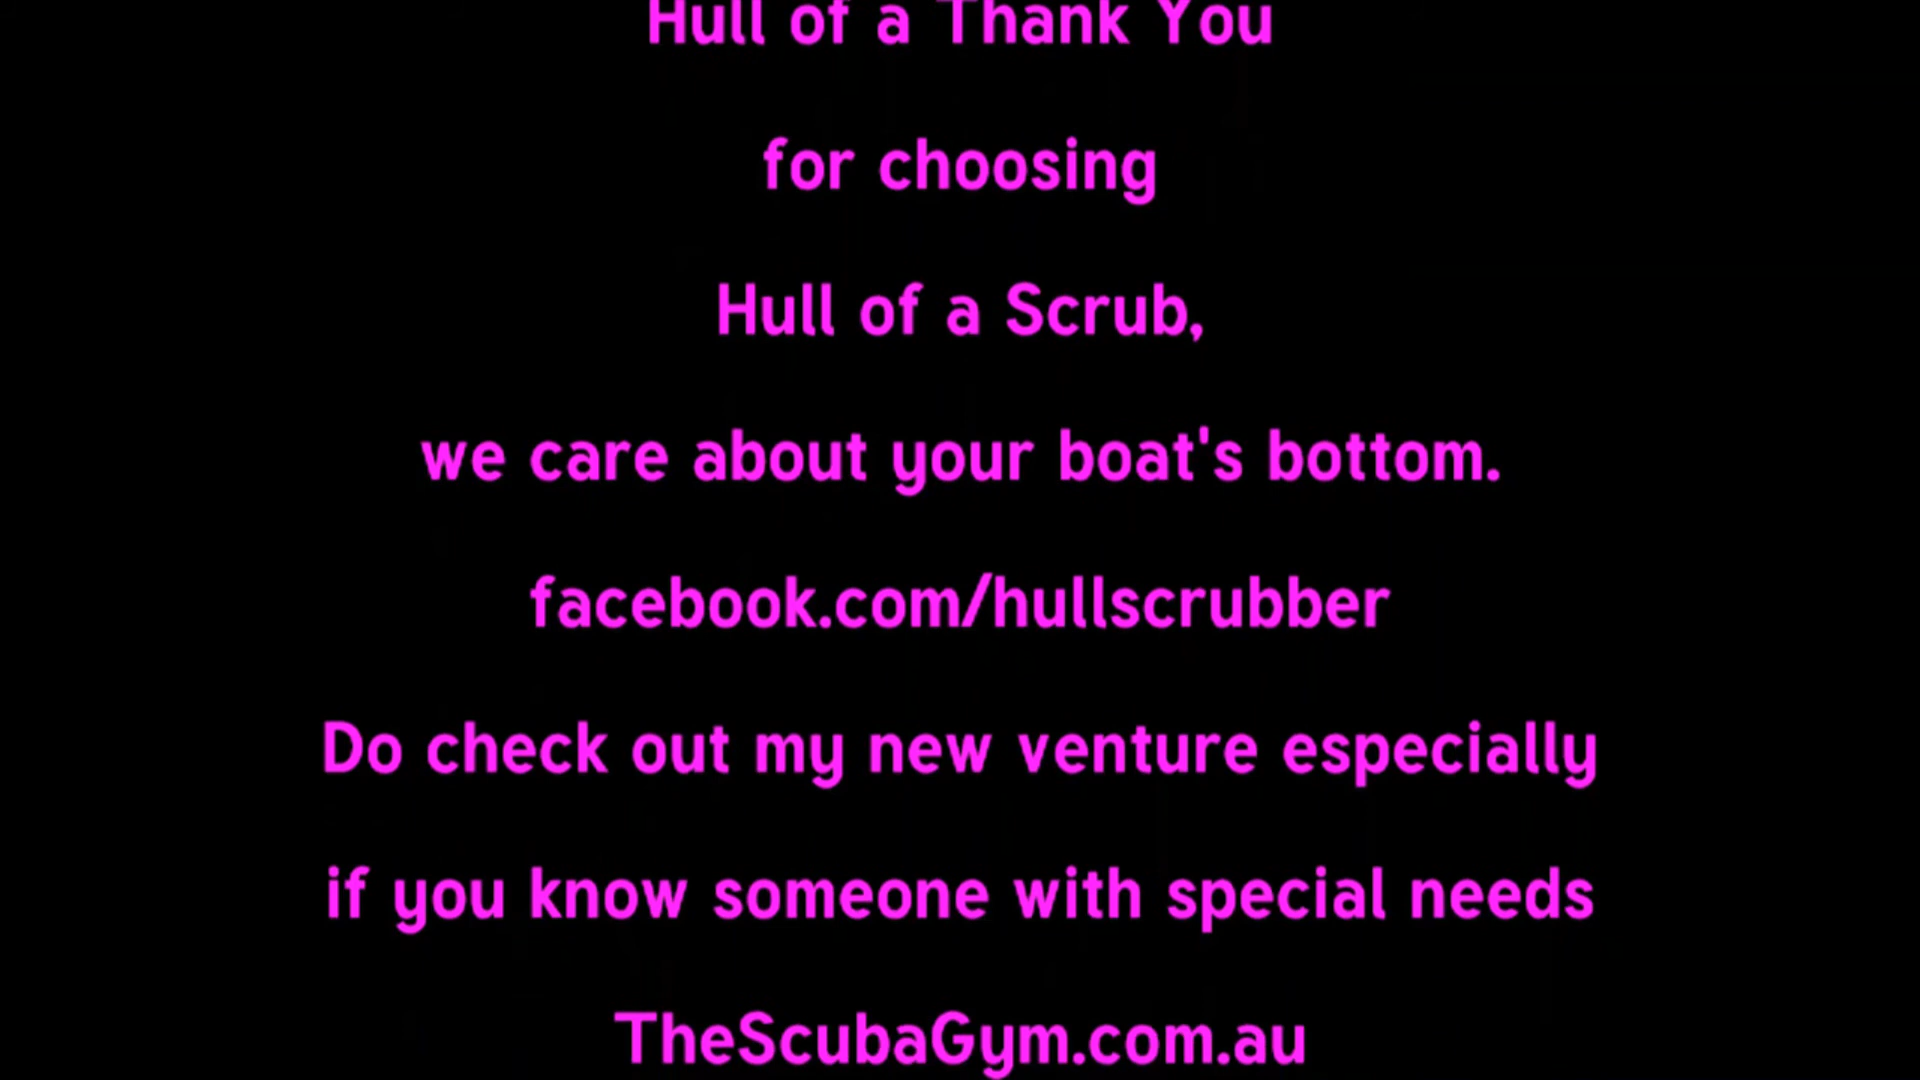 Hull of a Thank You
for choosing
Hull of a Scrub,
we care about your boat's bottom.
facebook.com/hullscrubber
Do check out my new venture especially
if you know someone with special needs
TheScubaGym.com.au